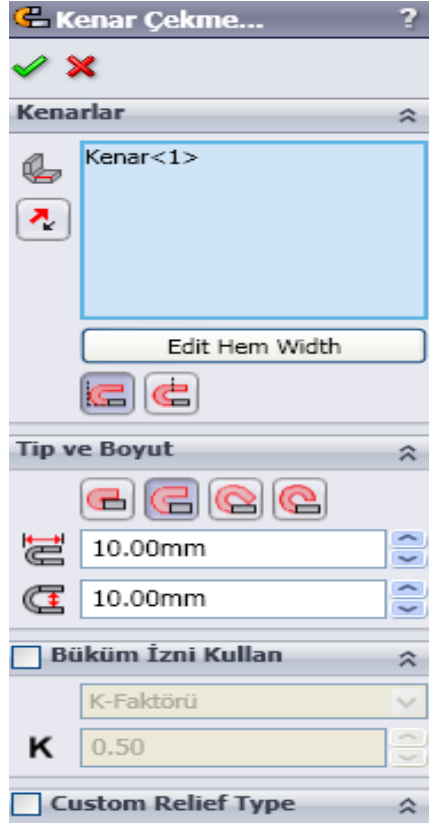 Kenar Çekme... ?
Kenarlar
Kenar<1>
Edit Hem Width
Tip ve Boyut
10.00mm
10.00mm
Büküm İzni Kullan
K-Faktörü
K 0.50
Custom Relief Type